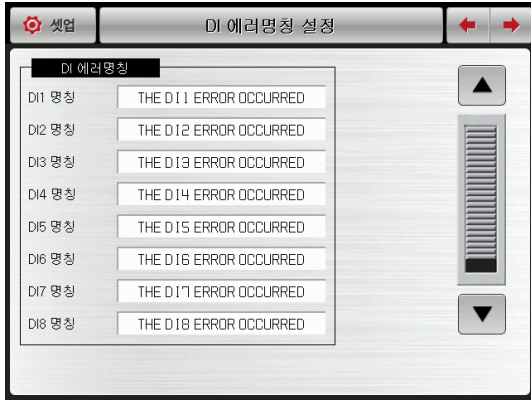 셋업
DI 에러명칭 설정
DI 에러명칭
DI1 명칭 THE DI1 ERROR OCCURRED
DI2 명칭 THE DI2 ERROR OCCURRED
DI3 명칭 THE DI3 ERROR OCCURRED
DI4 명칭 THE DI4 ERROR OCCURRED
DI5 명칭 THE DI5 ERROR OCCURRED
DI6 명칭 THE DI6 ERROR OCCURRED
DI7 명칭 THE DI7 ERROR OCCURRED
DI8 명칭 THE DI8 ERROR OCCURRED